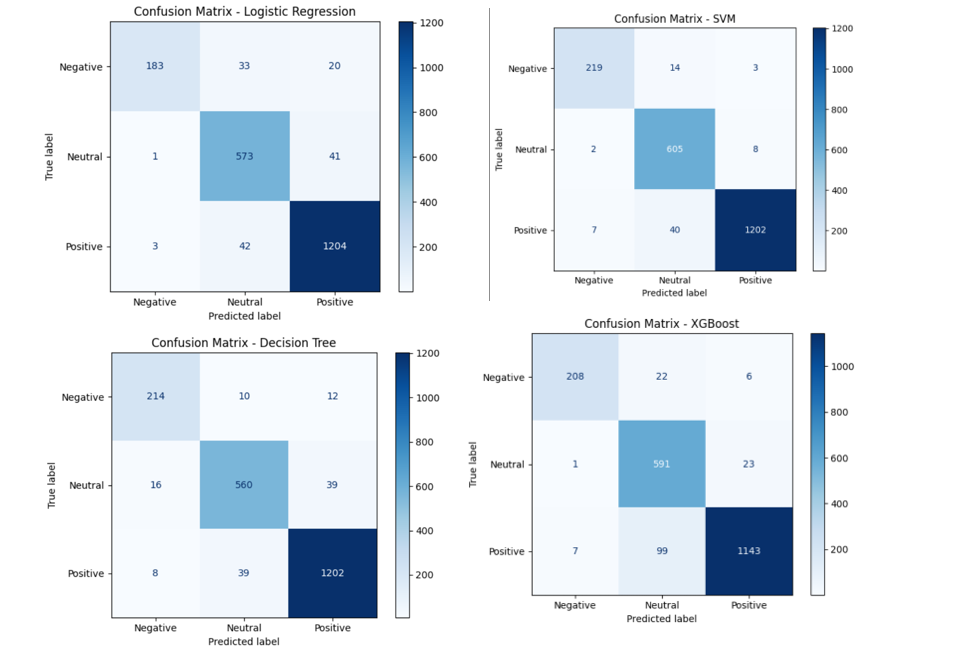 Confusion Matrix - Logistic Regression
True label
Negative 183 33 20
Neutral 1 573 41
Positive 3 42 1204
Negative Neutral Positive
Predicted label
1200
1000
800
600
400
200
Confusion Matrix - SVM
True label
Negative 219 14 3
Neutral 2 605 8
Positive 7 40 1202
Negative Neutral Positive
Predicted label
1200
1000
800
600
400
200
Confusion Matrix - Decision Tree
True label
Negative 214 10 12
Neutral 16 560 39
Positive 8 39 1202
Negative Neutral Positive
Predicted label
1200
1000
800
600
400
200
Confusion Matrix - XGBoost
True label
Negative 208 22 6
Neutral 1 591 23
Positive 7 99 1143
Negative Neutral Positive
Predicted label
1000
800
600
400
200